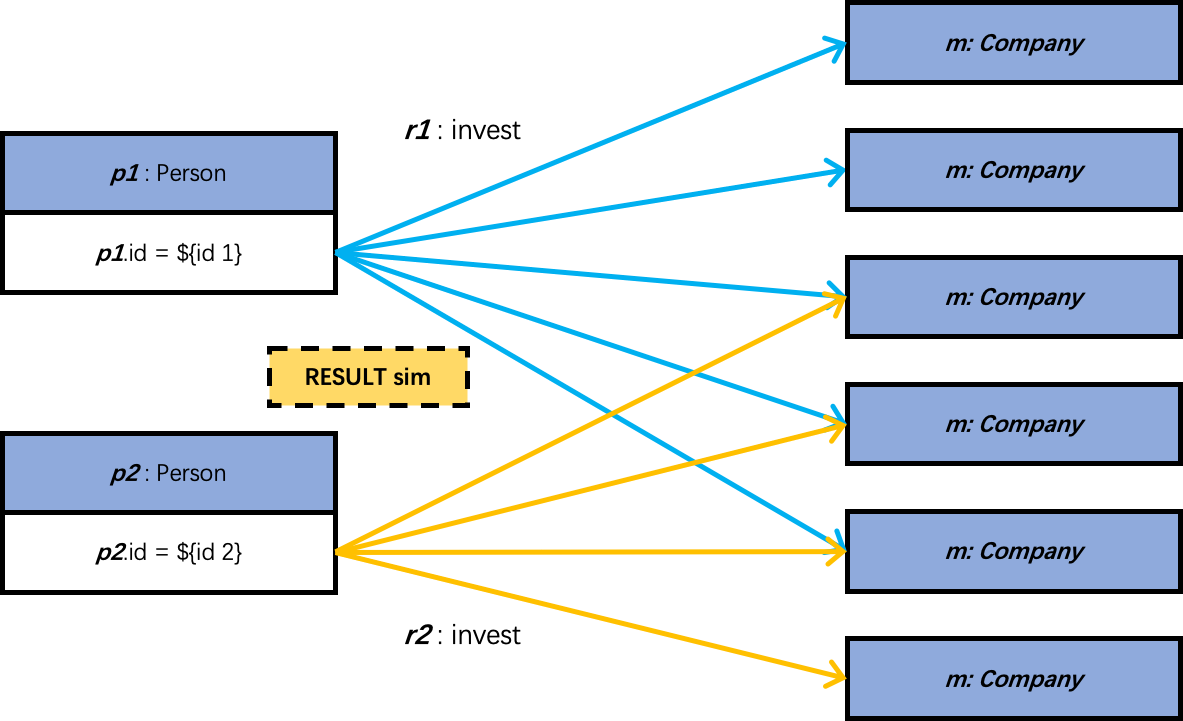 m: Company
r1 : invest
m: Company
p1 : Person
p1.id = ${id 1}
m: Company
RESULT sim
m: Company
p2 : Person
p2.id = ${id 2}
m: Company
r2 : invest
m: Company